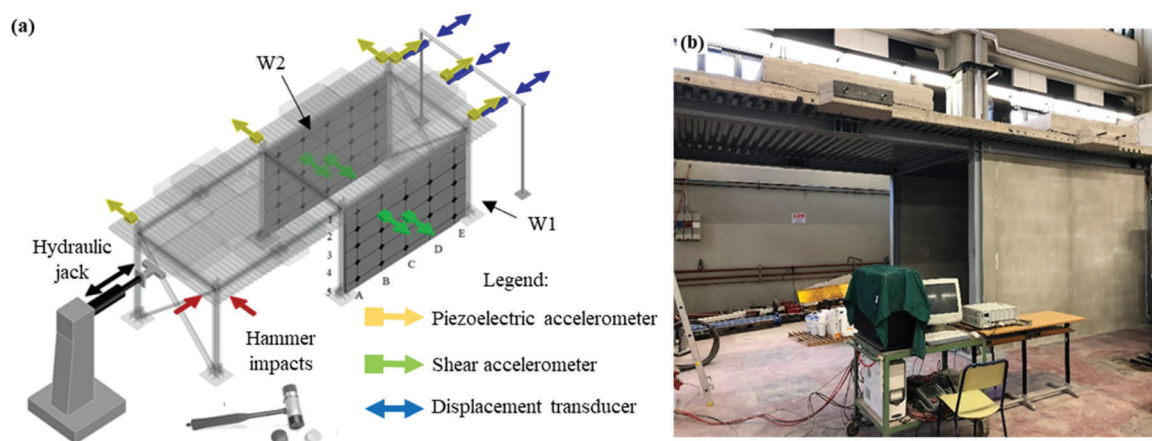 (a)
W2
W1
1
2
3
4
5
A
B
C
D
E
Hydraulic
jack
Hammer
impacts
Legend:
Piezoelectric accelerometer
Shear accelerometer
Displacement transducer
(b)